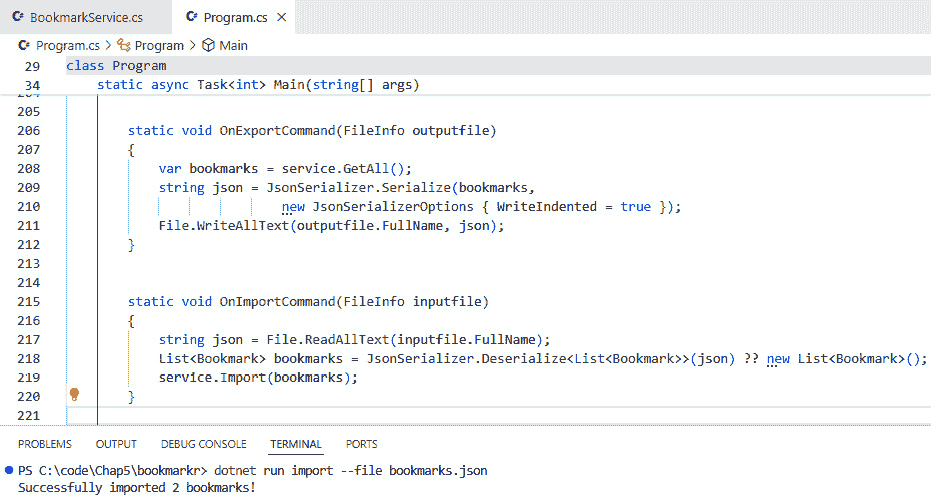 BookmarkService.cs Program.cs
Program.cs > Program > Main
29 class Program
34 static async Task<int> Main(string[] args)
205
206 static void OnExportCommand(FileInfo outputfile)
207 {
208 var bookmarks = service.GetAll();
209 string json = JsonSerializer.Serialize(bookmarks,
210 new JsonSerializerOptions { WriteIndented = true });
211 File.WriteAllText(outputfile.FullName, json);
212 }
213
214
215 static void OnImportCommand(FileInfo inputfile)
216 {
217 string json = File.ReadAllText(inputfile.FullName);
218 List<Bookmark> bookmarks = JsonSerializer.Deserialize<List<Bookmark>>(json) ?? new List<Bookmark>();
219 service.Import(bookmarks);
220 }
221
PROBLEMS OUTPUT DEBUG CONSOLE TERMINAL PORTS
PS C:\code\Chap5\bookmarkr> dotnet run import --file bookmarks.json
Successfully imported 2 bookmarks!